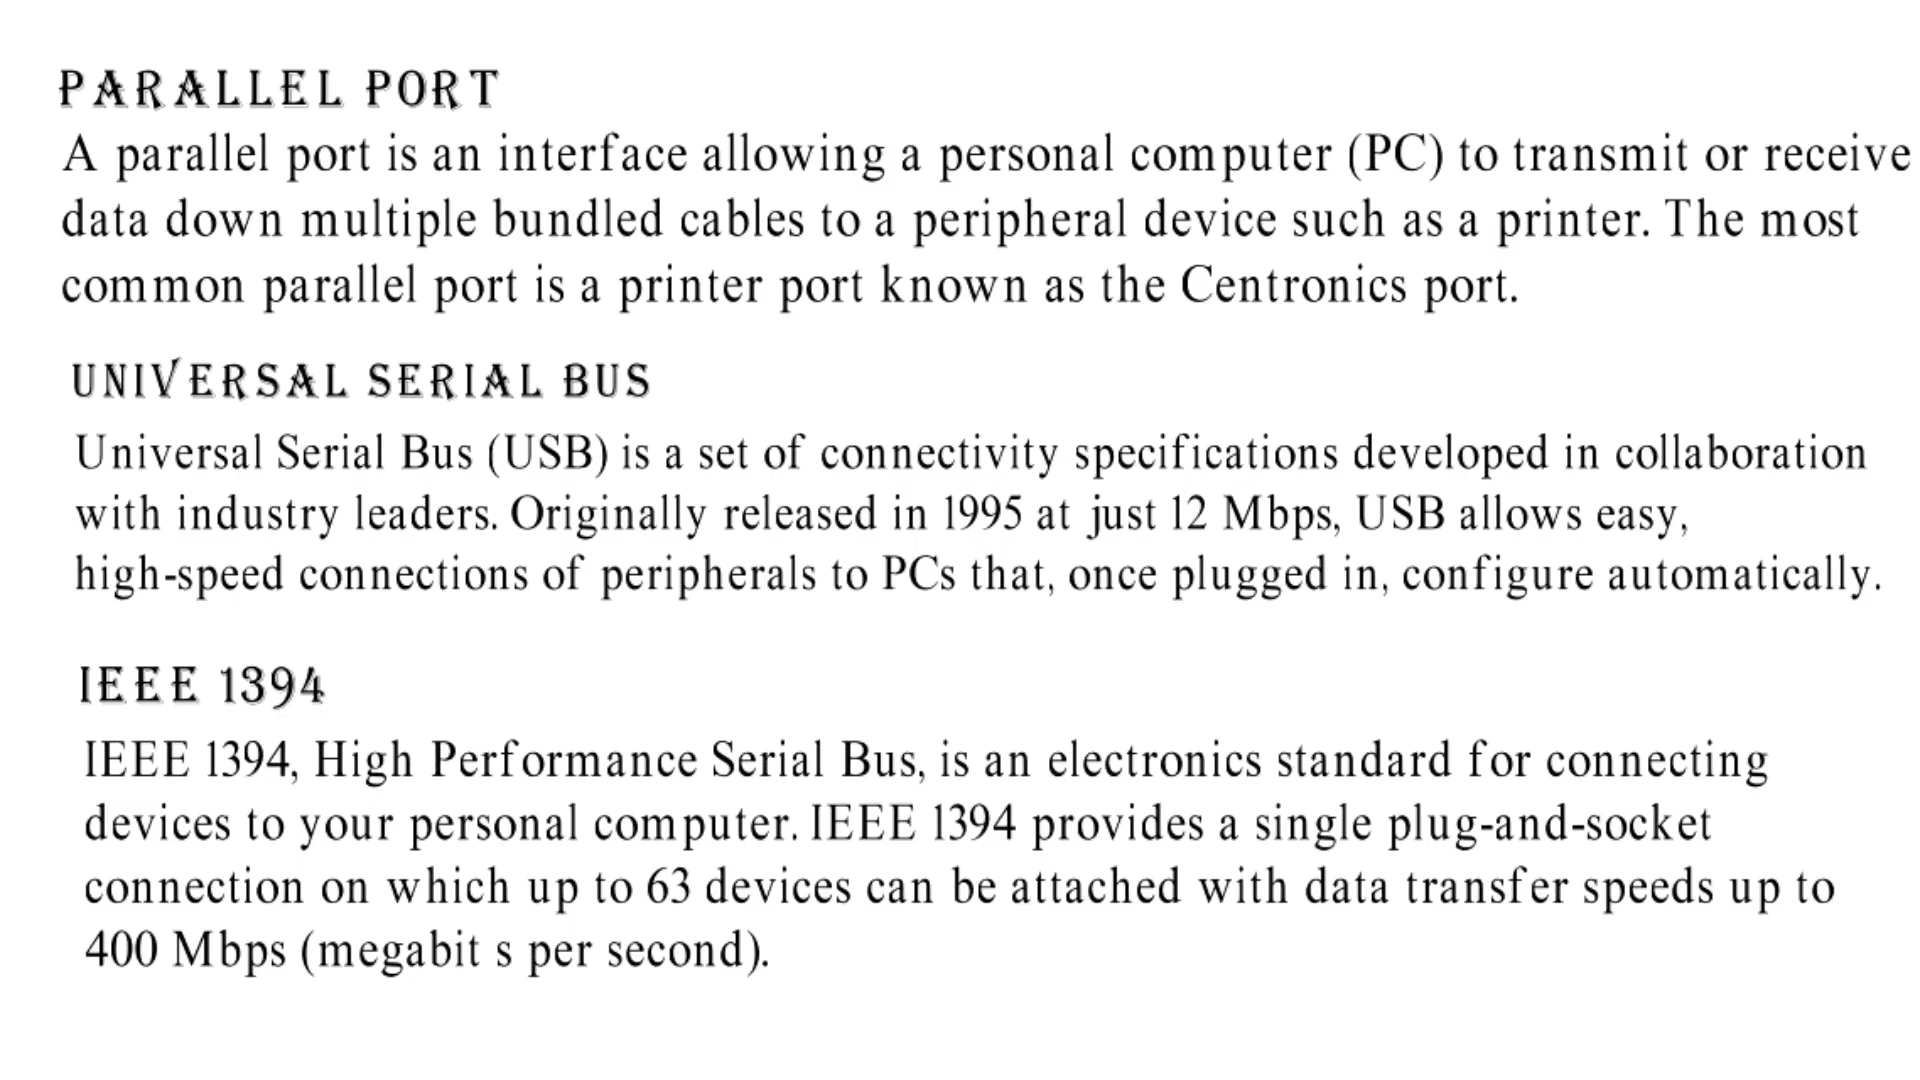 PARALLEL PORT
A parallel port is an interface allowing a personal computer (PC) to transmit or receive
data down multiple bundled cables to a peripheral device such as a printer. The most
common parallel port is a printer port known as the Centronics port.
UNIVERSAL SERIAL BUS
Universal Serial Bus (USB) is a set of connectivity specifications developed in collaboration
with industry leaders. Originally released in 1995 at just 12 Mbps, USB allows easy,
high-speed connections of peripherals to PCs that, once plugged in, configure automatically.
IEEE 1394
IEEE 1394, High Performance Serial Bus, is an electronics standard for connecting
devices to your personal computer. IEEE 1394 provides a single plug-and-socket
connection on which up to 63 devices can be attached with data transfer speeds up to
400 Mbps (megabit s per second).